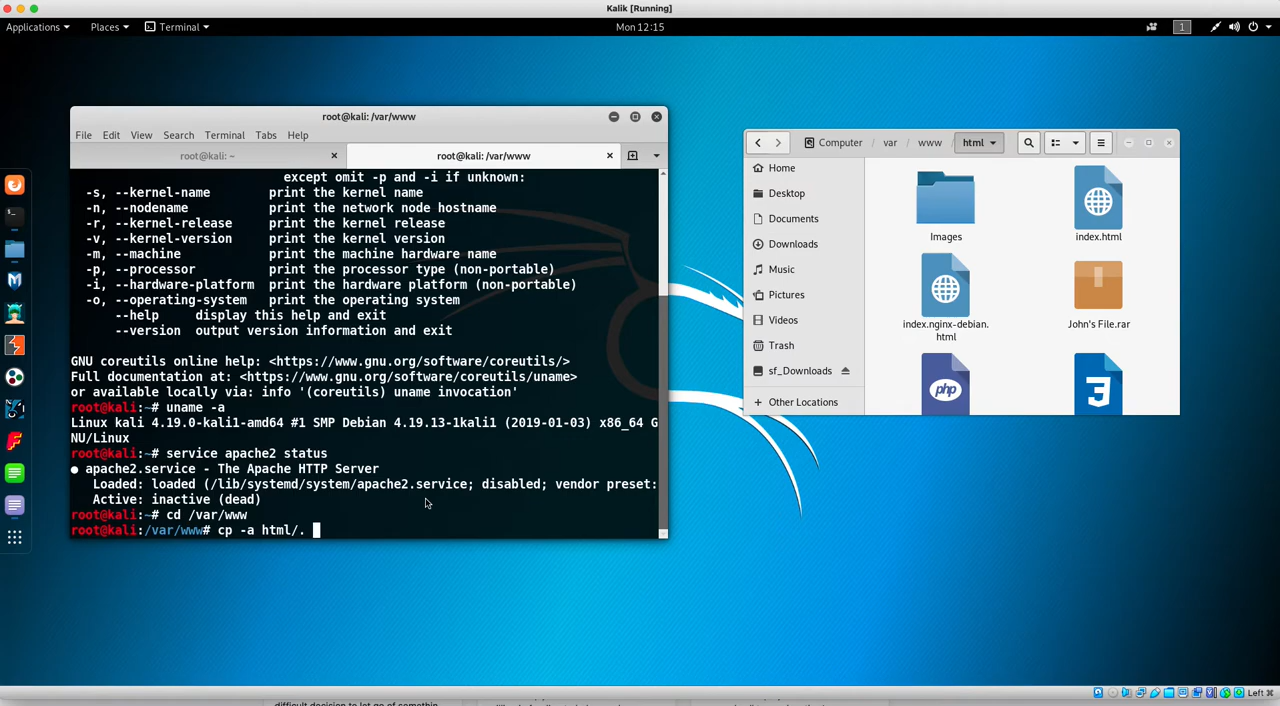 Kalik [Running]
Applications Places Terminal Mon 12:15 1
root@kali: /var/www
File Edit View Search Terminal Tabs Help
root@kali: ~ root@kali: /var/www
except omit -p and -i if unknown:
-s, --kernel-name print the kernel name
-n, --nodename print the network node hostname
-r, --kernel-release print the kernel release
-v, --kernel-version print the kernel version
-m, --machine print the machine hardware name
-p, --processor print the processor type (non-portable)
-i, --hardware-platform print the hardware platform (non-portable)
-o, --operating-system print the operating system
--help display this help and exit
--version output version information and exit
GNU coreutils online help: <https://www.gnu.org/software/coreutils/>
Full documentation at: <https://www.gnu.org/software/coreutils/uname>
or available locally via: info '(coreutils) uname invocation'
root@kali:~# uname -a
Linux kali 4.19.0-kali1-amd64 #1 SMP Debian 4.19.13-1kali1 (2019-01-03) x86_64 G
NU/Linux
root@kali:~# service apache2 status
● apache2.service - The Apache HTTP Server
Loaded: loaded (/lib/systemd/system/apache2.service; disabled; vendor preset:
Active: inactive (dead)
root@kali:~# cd /var/www
root@kali:/var/www# cp -a html/.
Computer var www html
Home
Desktop
Documents
Downloads
Music
Pictures
Videos
Trash
sf_Downloads
+ Other Locations
Images
index.html
index.nginx-debian.
html
John's File.rar
php
3
Left ⌘
difficult decision to let go of